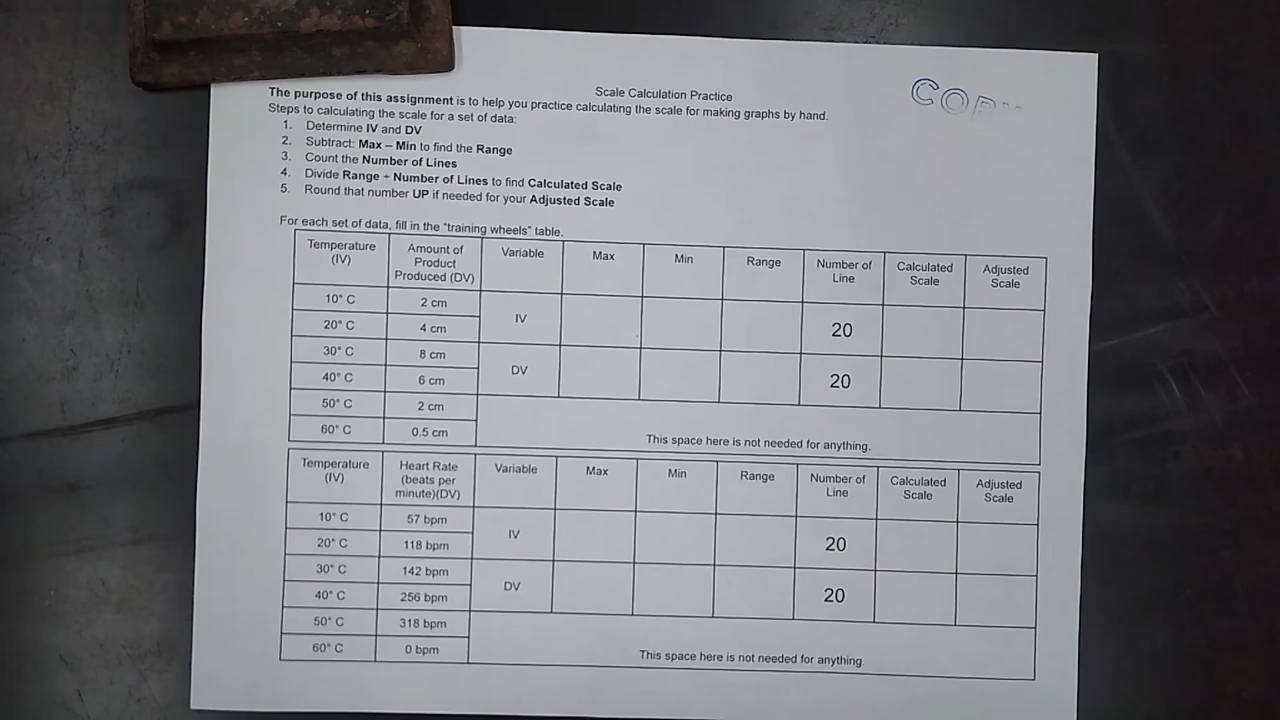 Scale Calculation Practice
COP
The purpose of this assignment is to help you practice calculating the scale for making graphs by hand.
Steps to calculating the scale for a set of data:
1. Determine IV and DV
2. Subtract: Max – Min to find the Range
3. Count the Number of Lines
4. Divide Range ÷ Number of Lines to find Calculated Scale
5. Round that number UP if needed for your Adjusted Scale
For each set of data, fill in the "training wheels" table.
Temperature (IV) Amount of Product Produced (DV) Variable Max Min Range Number of Line Calculated Scale Adjusted Scale
10° C 2 cm IV 20
20° C 4 cm
30° C 8 cm DV 20
40° C 6 cm
50° C 2 cm This space here is not needed for anything.
60° C 0.5 cm
Temperature (IV) Heart Rate (beats per minute)(DV) Variable Max Min Range Number of Line Calculated Scale Adjusted Scale
10° C 57 bpm IV 20
20° C 118 bpm
30° C 142 bpm DV 20
40° C 256 bpm
50° C 318 bpm This space here is not needed for anything.
60° C 0 bpm